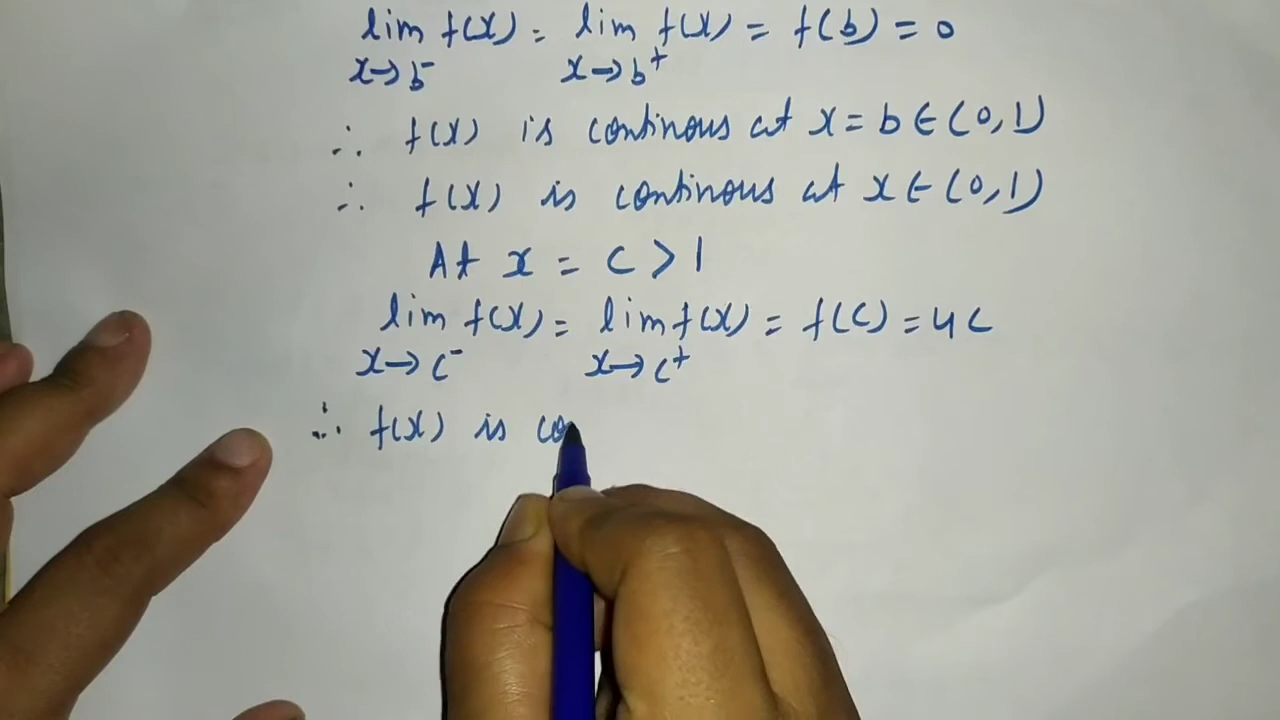 lim f(x) = lim f(x) = f(b) = 0
x→b⁻ x→b⁺
∴ f(x) is continous at x = b ∈ (0,1)
∴ f(x) is continous at x ∈ (0,1)
At x = c > 1
lim f(x) = lim f(x) = f(c) = 4c
x→c⁻ x→c⁺
∴ f(x) is co